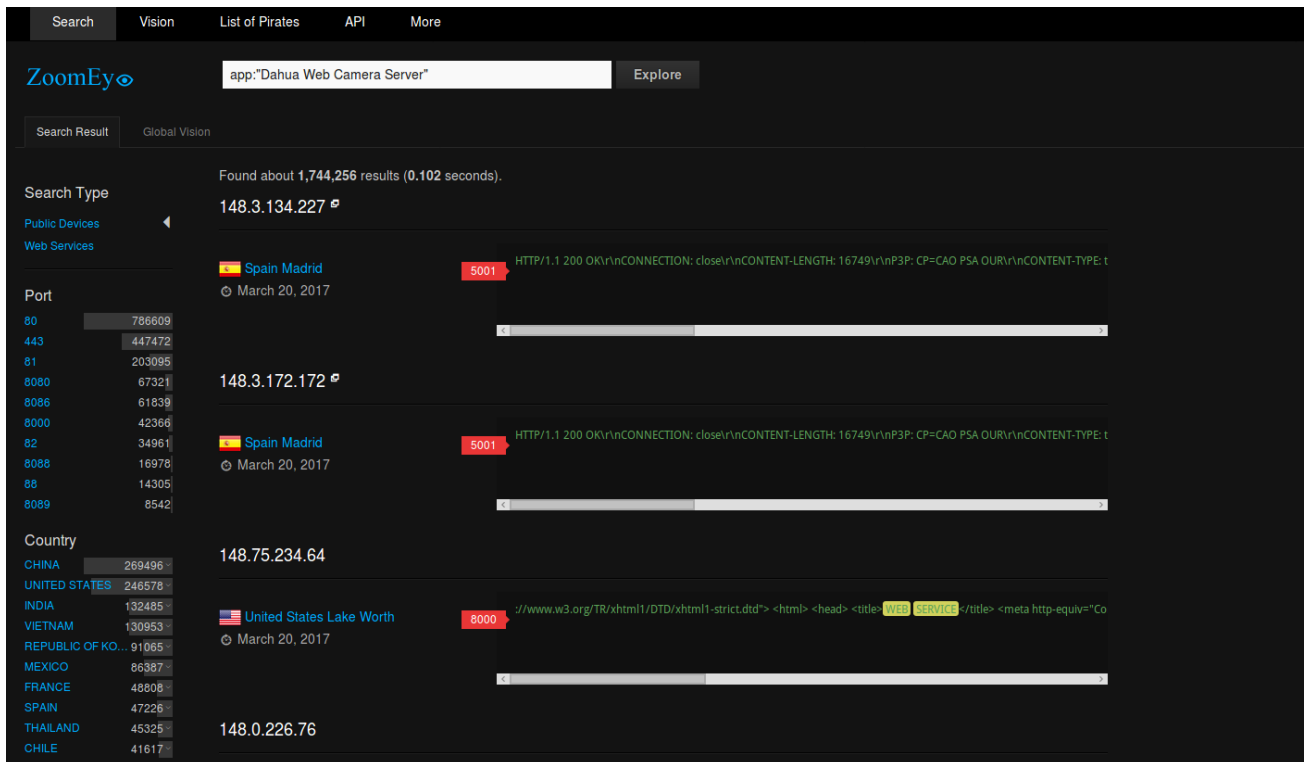 Search Vision List of Pirates API More
ZoomEy
app:"Dahua Web Camera Server" Explore
Search Result Global Vision
Found about 1,744,256 results (0.102 seconds).
Search Type
Public Devices
Web Services
Port
80 786609
443 447472
81 203095
8080 67321
8086 61839
8000 42366
82 34961
8088 16978
88 14305
8089 8542
Country
CHINA 269496
UNITED STATES 246578
INDIA 132485
VIETNAM 130953
REPUBLIC OF KO... 91065
MEXICO 86387
FRANCE 48808
SPAIN 47226
THAILAND 45325
CHILE 41617
148.3.134.227
Spain Madrid
March 20, 2017
5001
HTTP/1.1 200 OK\r\nCONNECTION: close\r\nCONTENT-LENGTH: 16749\r\nP3P: CP=CAO PSA OUR\r\nCONTENT-TYPE: t
148.3.172.172
Spain Madrid
March 20, 2017
5001
HTTP/1.1 200 OK\r\nCONNECTION: close\r\nCONTENT-LENGTH: 16749\r\nP3P: CP=CAO PSA OUR\r\nCONTENT-TYPE: t
148.75.234.64
United States Lake Worth
March 20, 2017
8000
://www.w3.org/TR/xhtml1/DTD/xhtml1-strict.dtd"> <html> <head> <title> WEB SERVICE </title> <meta http-equiv="Co
148.0.226.76